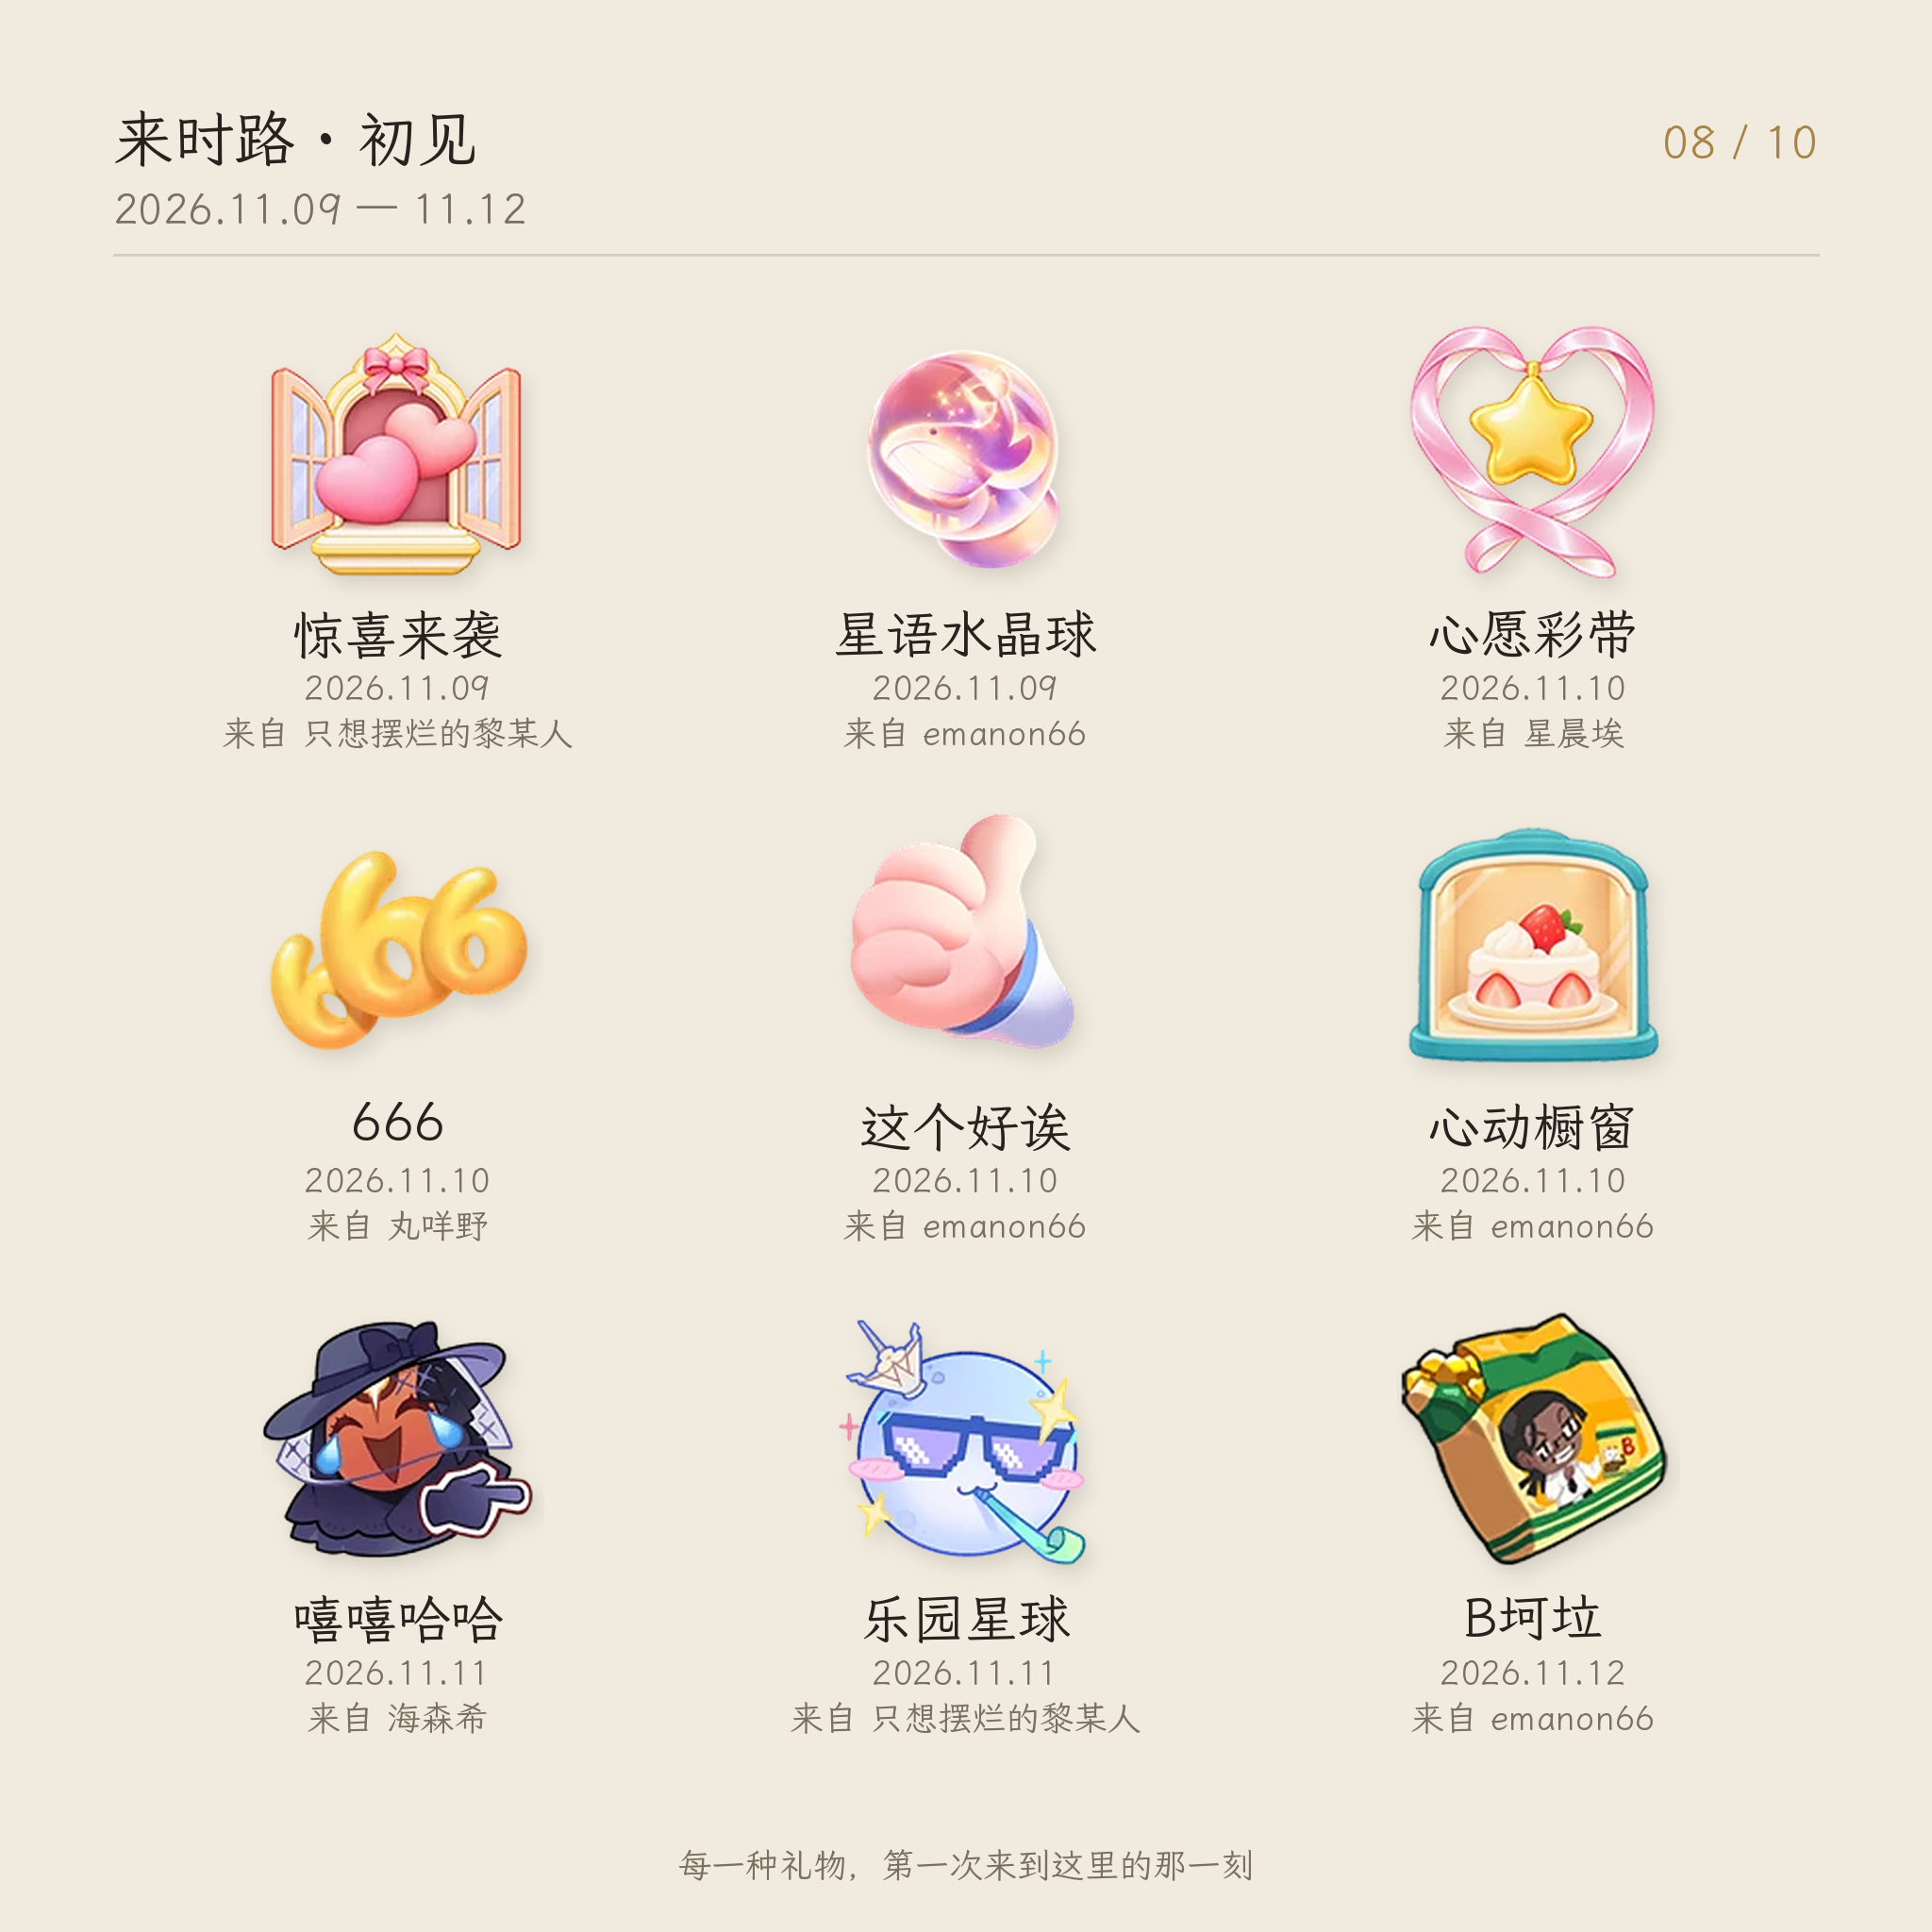 来时路·初见
08 / 10
2026.11.09 — 11.12
惊喜来袭
2026.11.09
来自 只想摆烂的黎某人
星语水晶球
2026.11.09
来自 emanon66
心愿彩带
2026.11.10
来自 星晨埃
666
666
2026.11.10
来自 丸咩野
这个好诶
2026.11.10
来自 emanon66
心动橱窗
2026.11.10
来自 emanon66
嘻嘻哈哈
2026.11.11
来自 海森希
乐园星球
2026.11.11
来自 只想摆烂的黎某人
B
B坷垃
2026.11.12
来自 emanon66
每一种礼物，第一次来到这里的那一刻